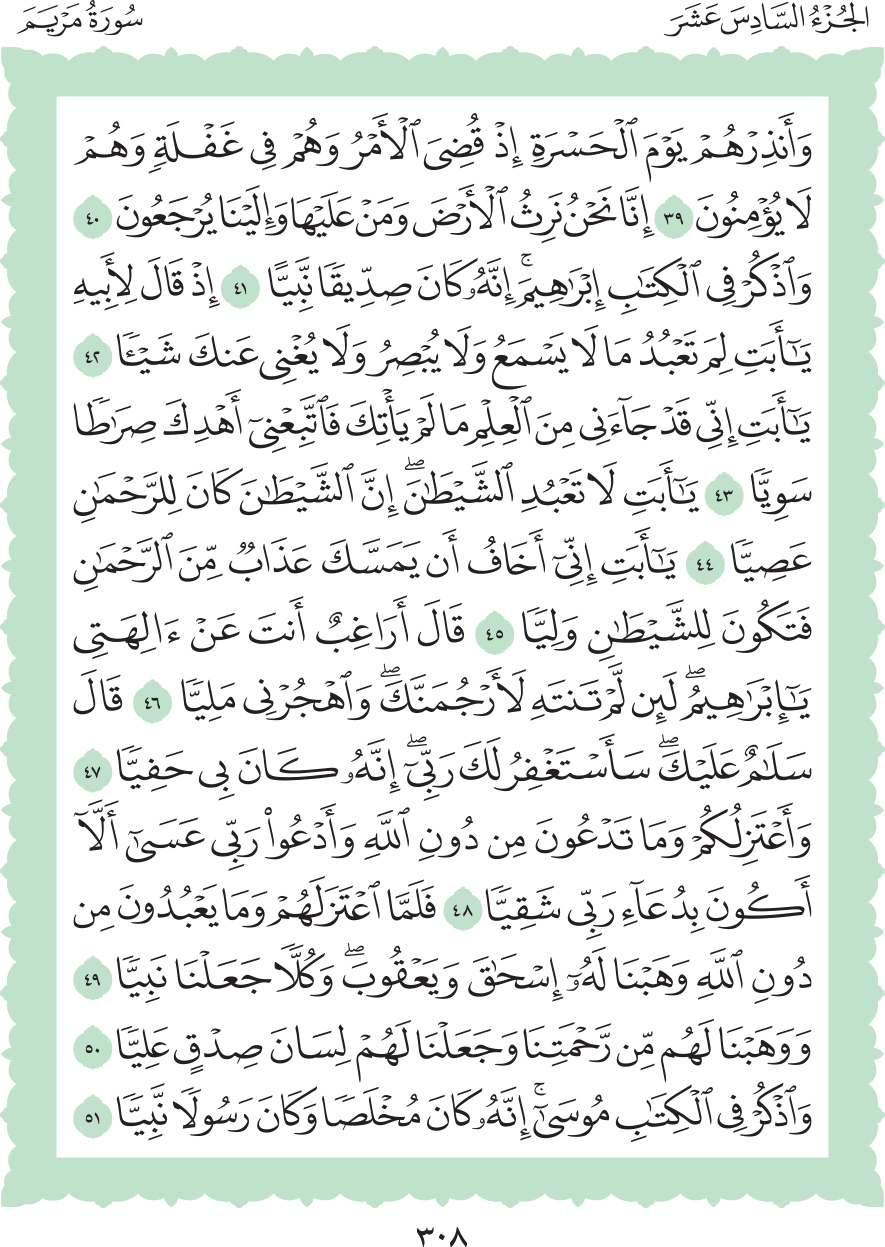 الجُزْءُ السَّادِسَ عَشَرَ
سُورَةُ مَرْيَمَ
وَأَنذِرْهُمْ يَوْمَ ٱلْحَسْرَةِ إِذْ قُضِىَ ٱلْأَمْرُ وَهُمْ فِى غَفْلَةٍ وَهُمْ
لَا يُؤْمِنُونَ ٣٩ إِنَّا نَحْنُ نَرِثُ ٱلْأَرْضَ وَمَنْ عَلَيْهَا وَإِلَيْنَا يُرْجَعُونَ ٤٠
وَٱذْكُرْ فِى ٱلْكِتَٰبِ إِبْرَٰهِيمَۚ إِنَّهُۥ كَانَ صِدِّيقًا نَّبِيًّا ٤١ إِذْ قَالَ لِأَبِيهِ
يَٰٓأَبَتِ لِمَ تَعْبُدُ مَا لَا يَسْمَعُ وَلَا يُبْصِرُ وَلَا يُغْنِى عَنكَ شَيْـًٔا ٤٢
يَٰٓأَبَتِ إِنِّى قَدْ جَآءَنِى مِنَ ٱلْعِلْمِ مَا لَمْ يَأْتِكَ فَٱتَّبِعْنِىٓ أَهْدِكَ صِرَٰطًا
سَوِيًّا ٤٣ يَٰٓأَبَتِ لَا تَعْبُدِ ٱلشَّيْطَٰنَۖ إِنَّ ٱلشَّيْطَٰنَ كَانَ لِلرَّحْمَٰنِ
عَصِيًّا ٤٤ يَٰٓأَبَتِ إِنِّىٓ أَخَافُ أَن يَمَسَّكَ عَذَابٌ مِّنَ ٱلرَّحْمَٰنِ
فَتَكُونَ لِلشَّيْطَٰنِ وَلِيًّا ٤٥ قَالَ أَرَاغِبٌ أَنتَ عَنْ ءَالِهَتِى
يَٰٓإِبْرَٰهِيمُۖ لَئِن لَّمْ تَنتَهِ لَأَرْجُمَنَّكَۖ وَٱهْجُرْنِى مَلِيًّا ٤٦ قَالَ
سَلَٰمٌ عَلَيْكَۖ سَأَسْتَغْفِرُ لَكَ رَبِّىٓۖ إِنَّهُۥ كَانَ بِى حَفِيًّا ٤٧
وَأَعْتَزِلُكُمْ وَمَا تَدْعُونَ مِن دُونِ ٱللَّهِ وَأَدْعُوا۟ رَبِّى عَسَىٰٓ أَلَّآ
أَكُونَ بِدُعَآءِ رَبِّى شَقِيًّا ٤٨ فَلَمَّا ٱعْتَزَلَهُمْ وَمَا يَعْبُدُونَ مِن
دُونِ ٱللَّهِ وَهَبْنَا لَهُۥٓ إِسْحَٰقَ وَيَعْقُوبَۖ وَكُلًّا جَعَلْنَا نَبِيًّا ٤٩
وَوَهَبْنَا لَهُم مِّن رَّحْمَتِنَا وَجَعَلْنَا لَهُمْ لِسَانَ صِدْقٍ عَلِيًّا ٥٠
وَٱذْكُرْ فِى ٱلْكِتَٰبِ مُوسَىٰٓۚ إِنَّهُۥ كَانَ مُخْلَصًا وَكَانَ رَسُولًا نَّبِيًّا ٥١
٣٠٨